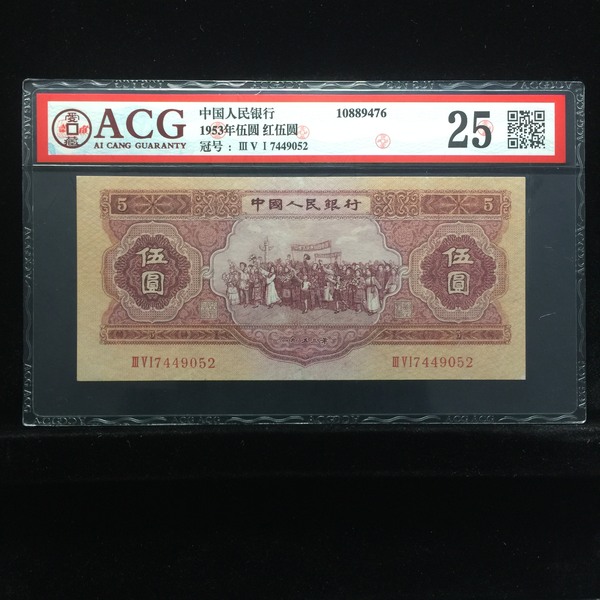 ACG
AI CANG GUARANTY
中国人民银行
1953年伍圆 红伍圆
冠号：ⅢⅤⅠ7449052
10889476
25
中國人民銀行
5
5
伍圓
伍圓
ⅢⅤⅠ7449052
ⅢⅤⅠ7449052